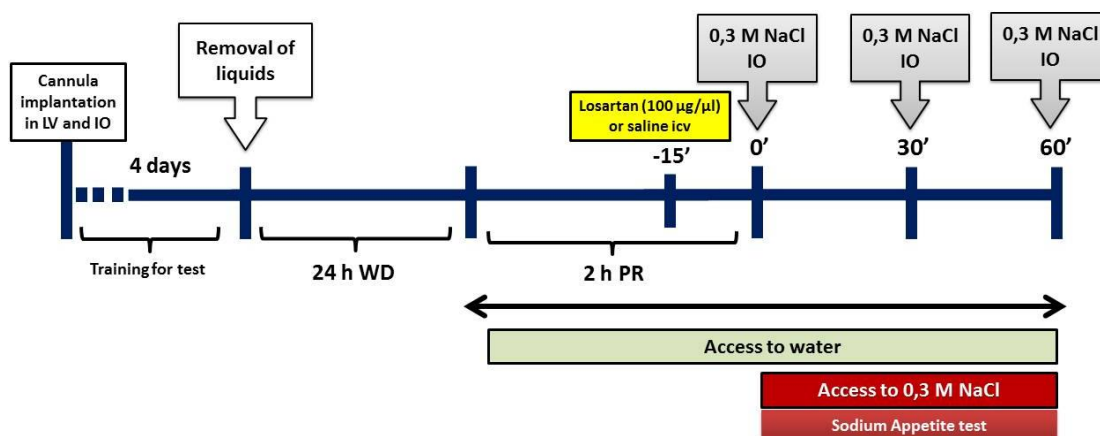 Cannula
implantation
in LV and IO
Removal of
liquids
0,3 M NaCl
IO
0,3 M NaCl
IO
0,3 M NaCl
IO
Losartan (100 µg/µl)
or saline icv
-15’
0’
30’
60’
4 days
Training for test
24 h WD
2 h PR
Access to water
Access to 0,3 M NaCl
Sodium Appetite test